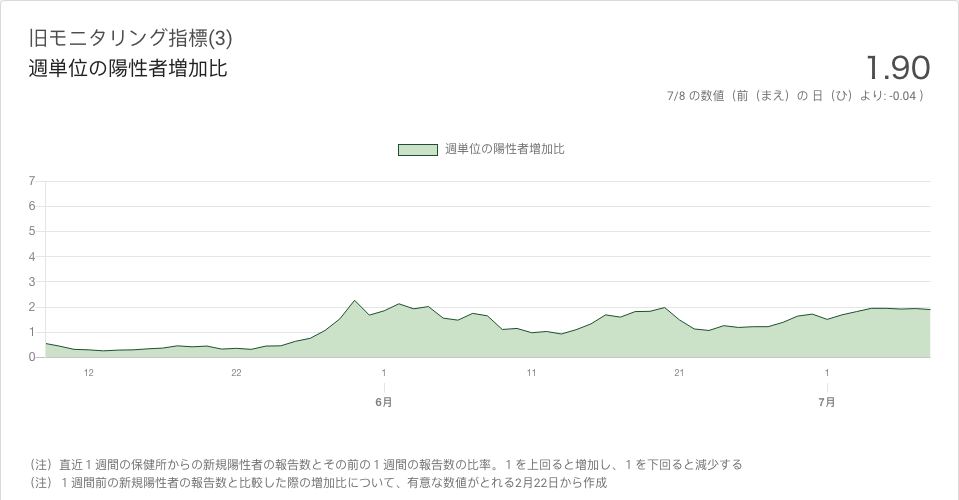 旧モニタリング指標(3)
週単位の陽性者増加比
1.90
7/8 の数値（前（まえ）の 日（ひ）より: -0.04 ）
週単位の陽性者増加比
7
6
5
4
3
2
1
0
12 22 1 11 21 1
6月 7月
（注）直近１週間の保健所からの新規陽性者の報告数とその前の１週間の報告数の比率。１を上回ると増加し、１を下回ると減少する
（注）１週間前の新規陽性者の報告数と比較した際の増加比について、有意な数値がとれる2月22日から作成